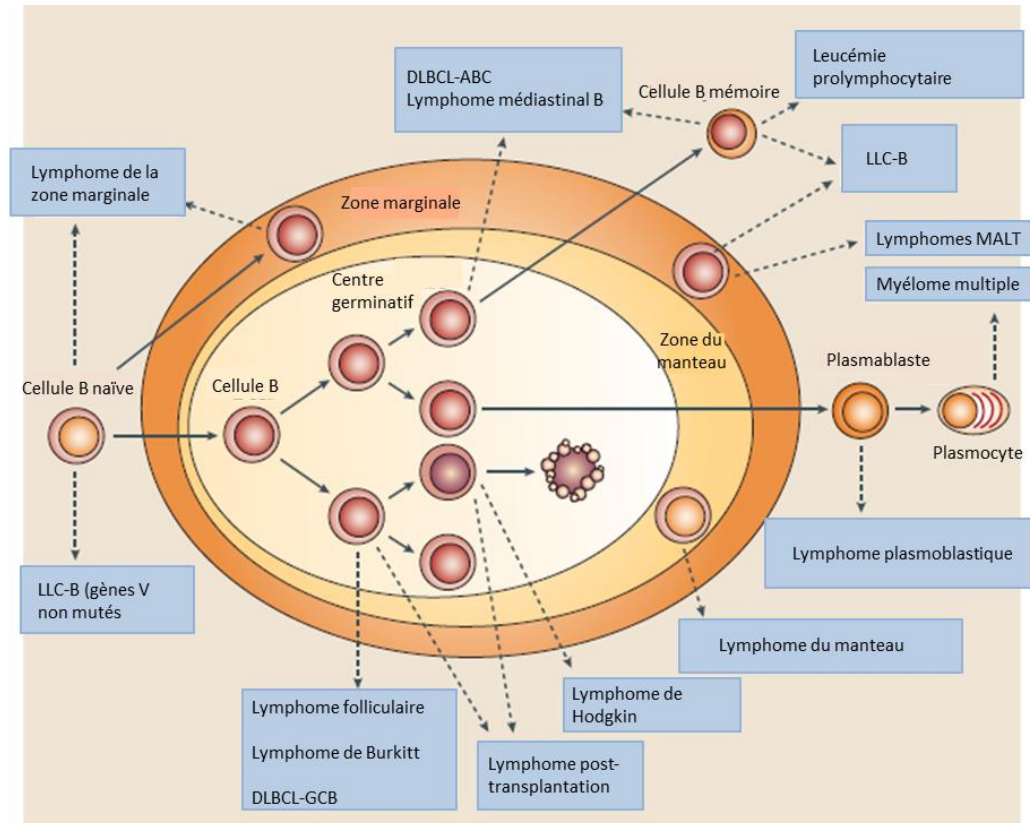 DLBCL-ABC
Lymphome médiastinal B
Cellule B mémoire
Leucémie
prolymphocytaire
LLC-B
Lymphome de la
zone marginale
Zone marginale
Lymphomes MALT
Myélome multiple
Centre
germinatif
Zone du
manteau
Plasmablaste
Cellule B naïve
Cellule B
Plasmocyte
LLC-B (gènes V
non mutés
Lymphome plasmoblastique
Lymphome du manteau
Lymphome folliculaire
Lymphome de Burkitt
DLBCL-GCB
Lymphome de
Hodgkin
Lymphome post-
transplantation